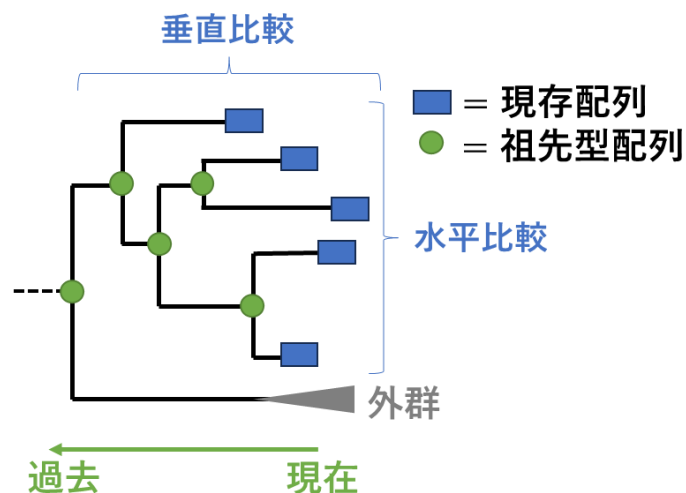 垂直比較
= 現存配列
= 祖先型配列
水平比較
外群
過去
現在